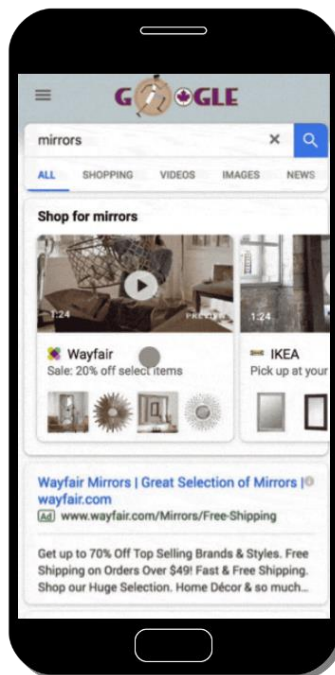 GOOGLE
mirrors
ALL SHOPPING VIDEOS IMAGES NEWS
Shop for mirrors
1:24 PREVIEW 1:24
Wayfair IKEA
Sale: 20% off select items Pick up at your
Wayfair Mirrors | Great Selection of Mirrors |
wayfair.com
Ad www.wayfair.com/Mirrors/Free-Shipping
Get up to 70% Off Top Selling Brands & Styles. Free
Shipping on Orders Over $49! Fast & Free Shipping.
Shop our Huge Selection. Home Décor & so much...